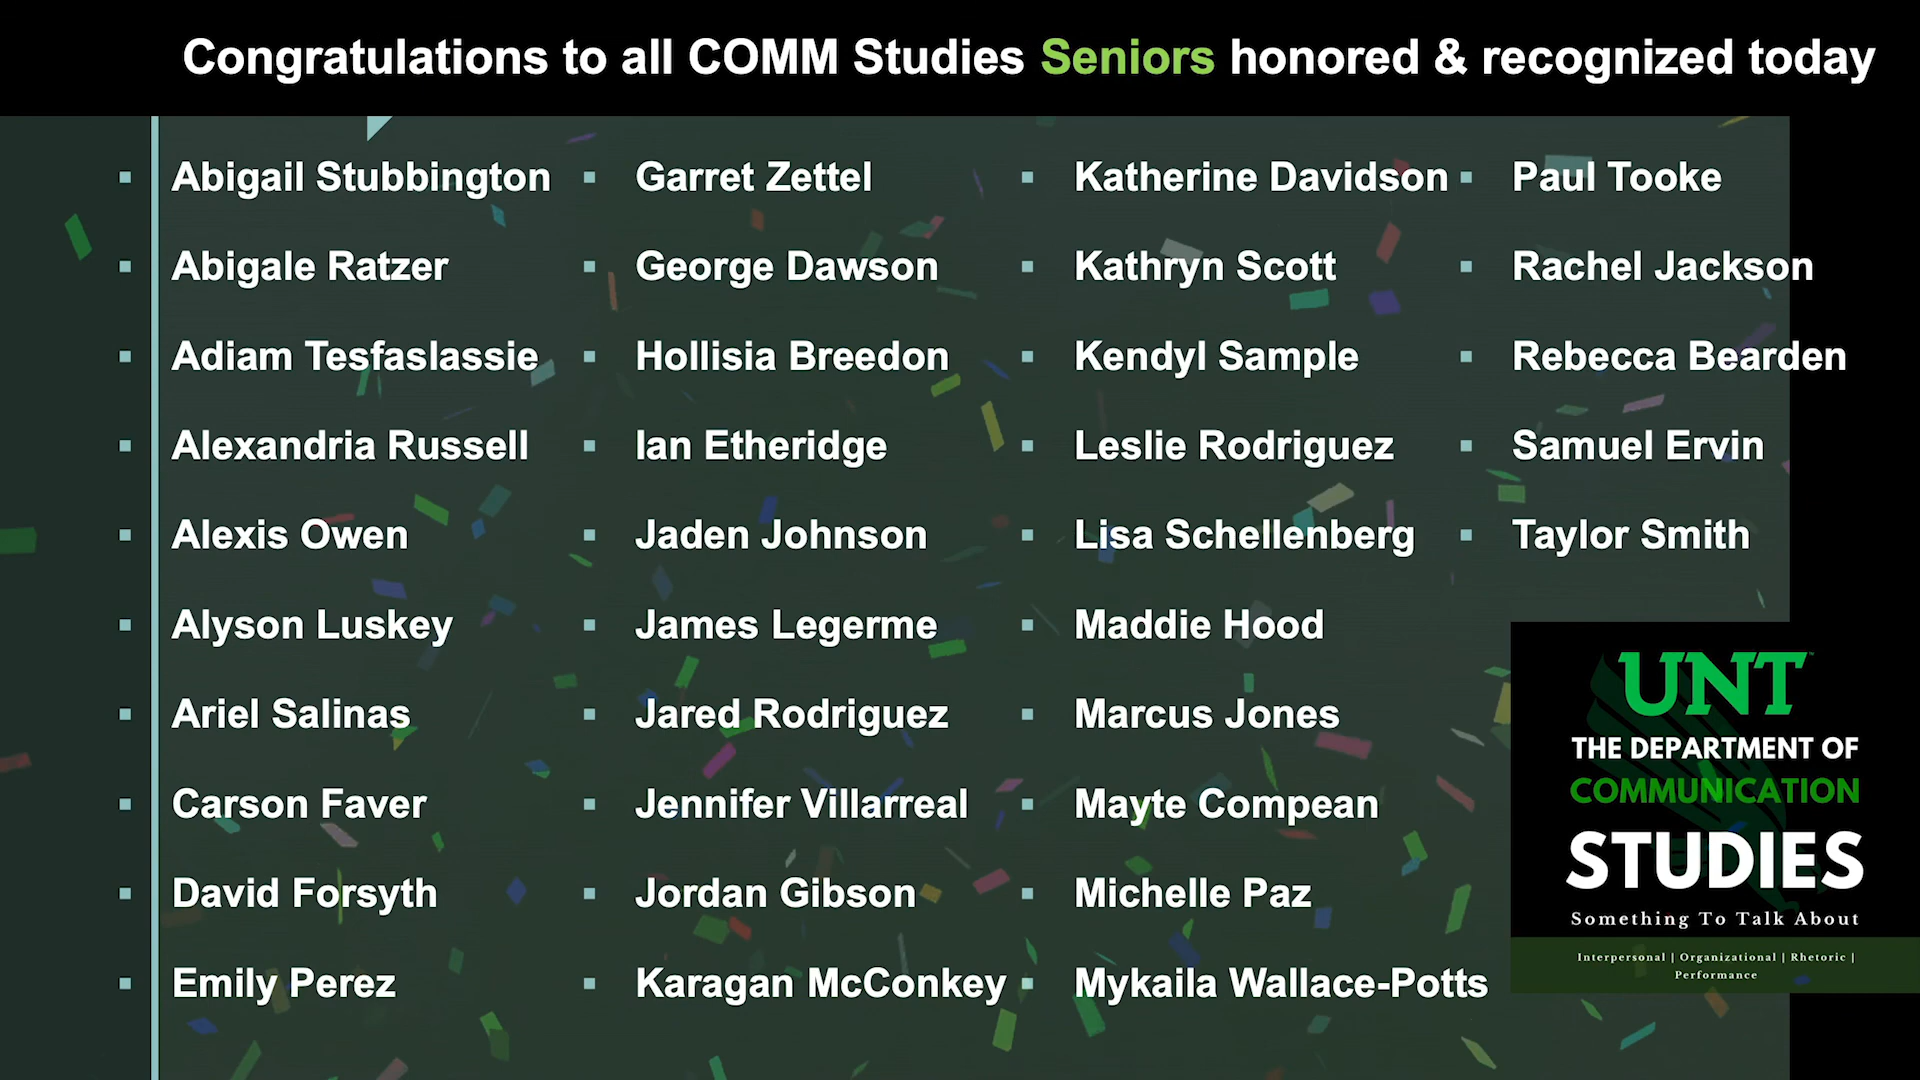 Congratulations to all COMM Studies Seniors honored & recognized today
Abigail Stubbington
Abigale Ratzer
Adiam Tesfaslassie
Alexandria Russell
Alexis Owen
Alyson Luskey
Ariel Salinas
Carson Faver
David Forsyth
Emily Perez
Garret Zettel
George Dawson
Hollisia Breedon
Ian Etheridge
Jaden Johnson
James Legerme
Jared Rodriguez
Jennifer Villarreal
Jordan Gibson
Karagan McConkey
Katherine Davidson
Kathryn Scott
Kendyl Sample
Leslie Rodriguez
Lisa Schellenberg
Maddie Hood
Marcus Jones
Mayte Compean
Michelle Paz
Mykaila Wallace-Potts
Paul Tooke
Rachel Jackson
Rebecca Bearden
Samuel Ervin
Taylor Smith
UNT
THE DEPARTMENT OF
COMMUNICATION
STUDIES
Something To Talk About
Interpersonal | Organizational | Rhetoric |
Performance